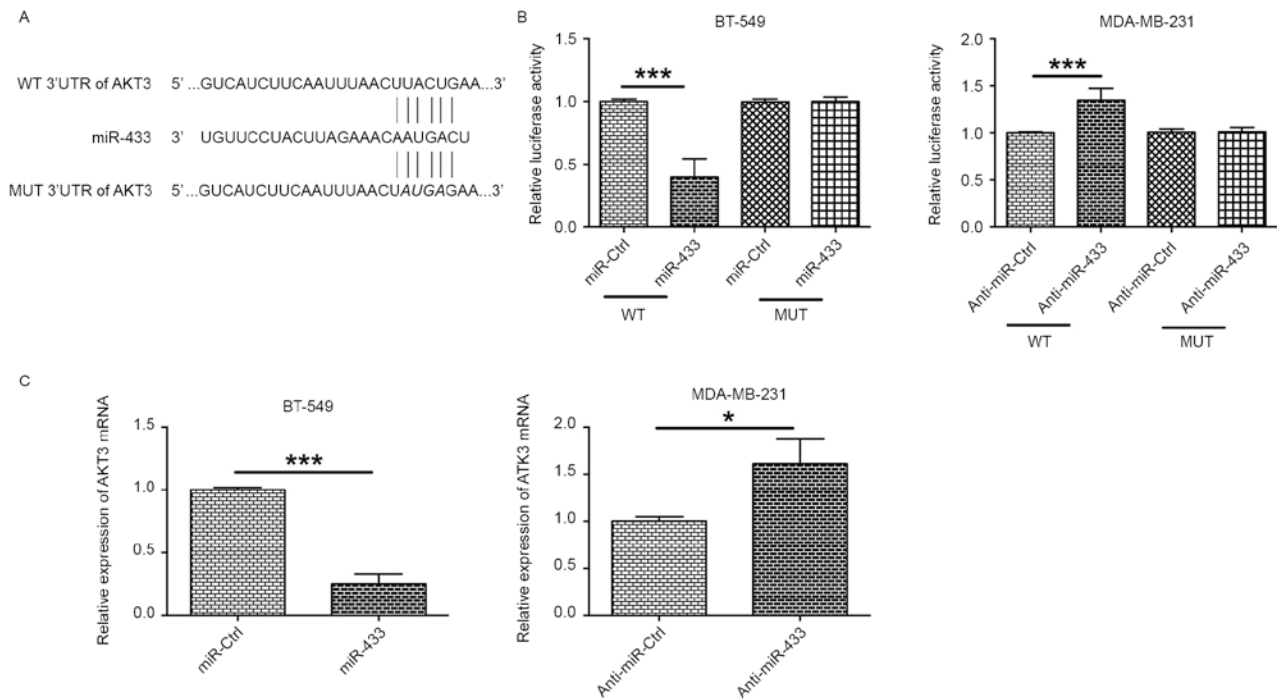 A
WT 3'UTR of AKT3 5' ...GUCAUCUUCAAUUUAACUUACUGAA...3'
miR-433 3' UGUUCCUACUUAGAAACAAUGACU
MUT 3'UTR of AKT3 5' ...GUCAUCUUCAAUUUAACUAUGAGAA...3'
B
BT-549
Relative luciferase activity
1.5
1.0
0.5
0.0
***
miR-Ctrl
miR-433
miR-Ctrl
miR-433
WT
MUT
MDA-MB-231
Relative luciferase activity
2.0
1.5
1.0
0.5
0.0
***
Anti-miR-Ctrl
Anti-miR-433
Anti-miR-Ctrl
Anti-miR-433
WT
MUT
C
BT-549
Relative expression of AKT3 mRNA
1.5
1.0
0.5
0.0
***
miR-Ctrl
miR-433
MDA-MB-231
Relative expression of ATK3 mRNA
2.0
1.5
1.0
0.5
0.0
*
Anti-miR-Ctrl
Anti-miR-433